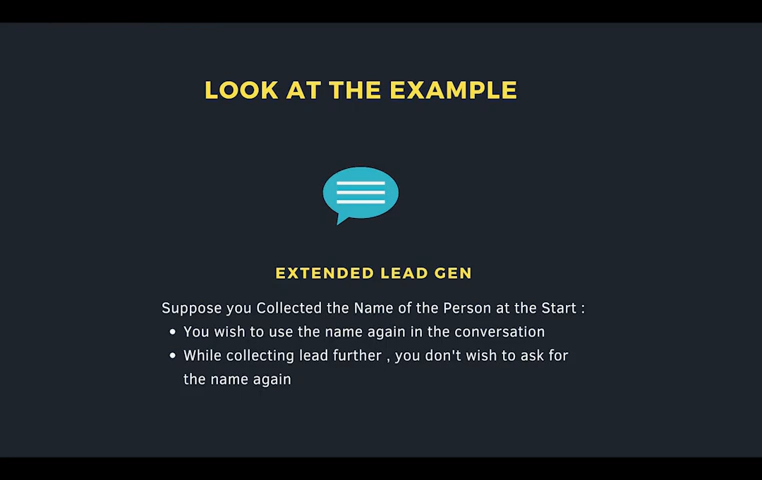 LOOK AT THE EXAMPLE
EXTENDED LEAD GEN
Suppose you Collected the Name of the Person at the Start :
• You wish to use the name again in the conversation
• While collecting lead further , you don't wish to ask for
the name again